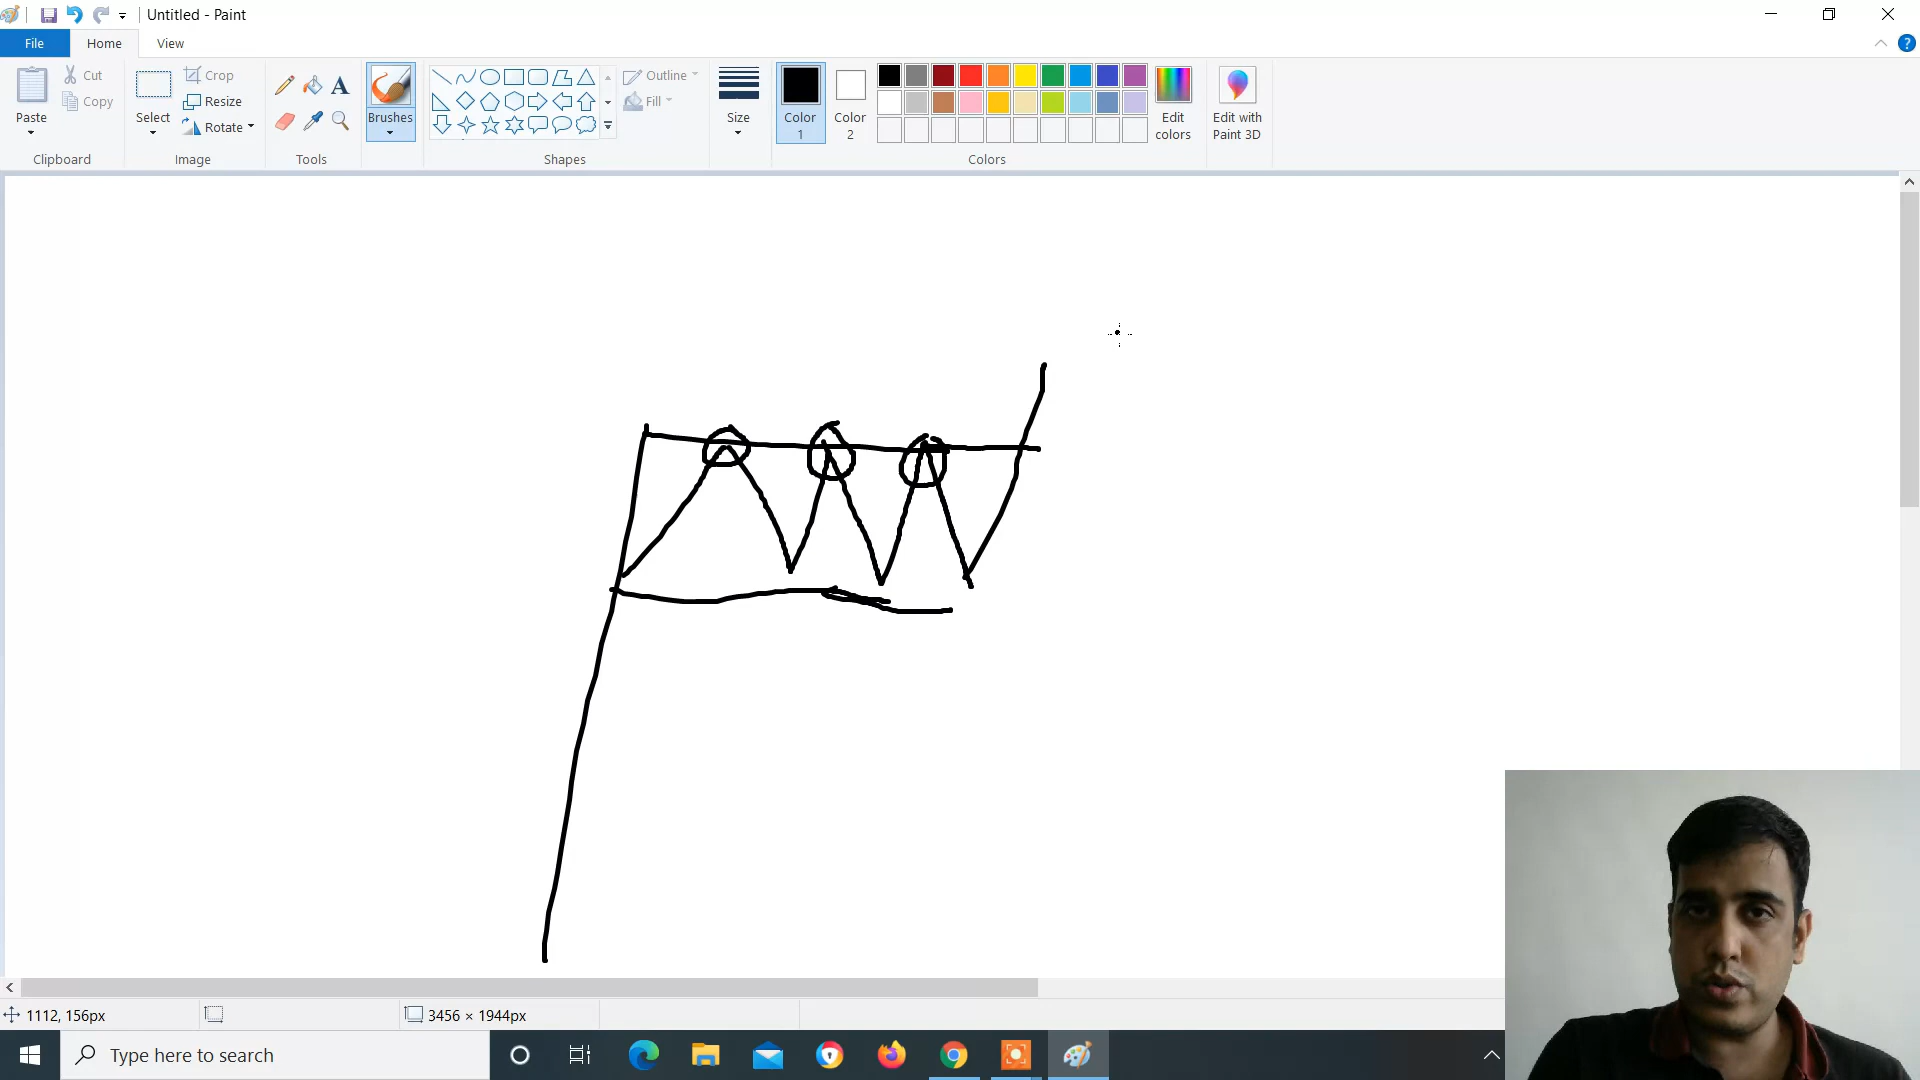 Untitled - Paint
File Home View
Paste
Cut
Copy
Clipboard
Select
Crop
Resize
Rotate
Image
A
Tools
Brushes
Outline
Fill
Shapes
Size
Color 1
Color 2
Edit colors
Colors
Edit with Paint 3D
?
1112, 156px
3456 × 1944px
Type here to search